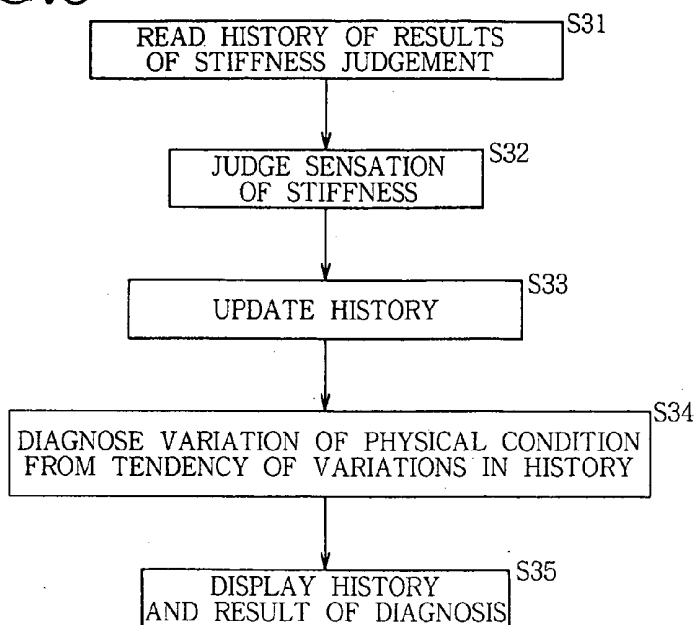 READ HISTORY OF RESULTS
OF STIFFNESS JUDGEMENT
S31
JUDGE SENSATION
OF STIFFNESS
S32
UPDATE HISTORY
S33
DIAGNOSE VARIATION OF PHYSICAL CONDITION
FROM TENDENCY OF VARIATIONS IN HISTORY
S34
DISPLAY HISTORY
AND RESULT OF DIAGNOSIS
S35